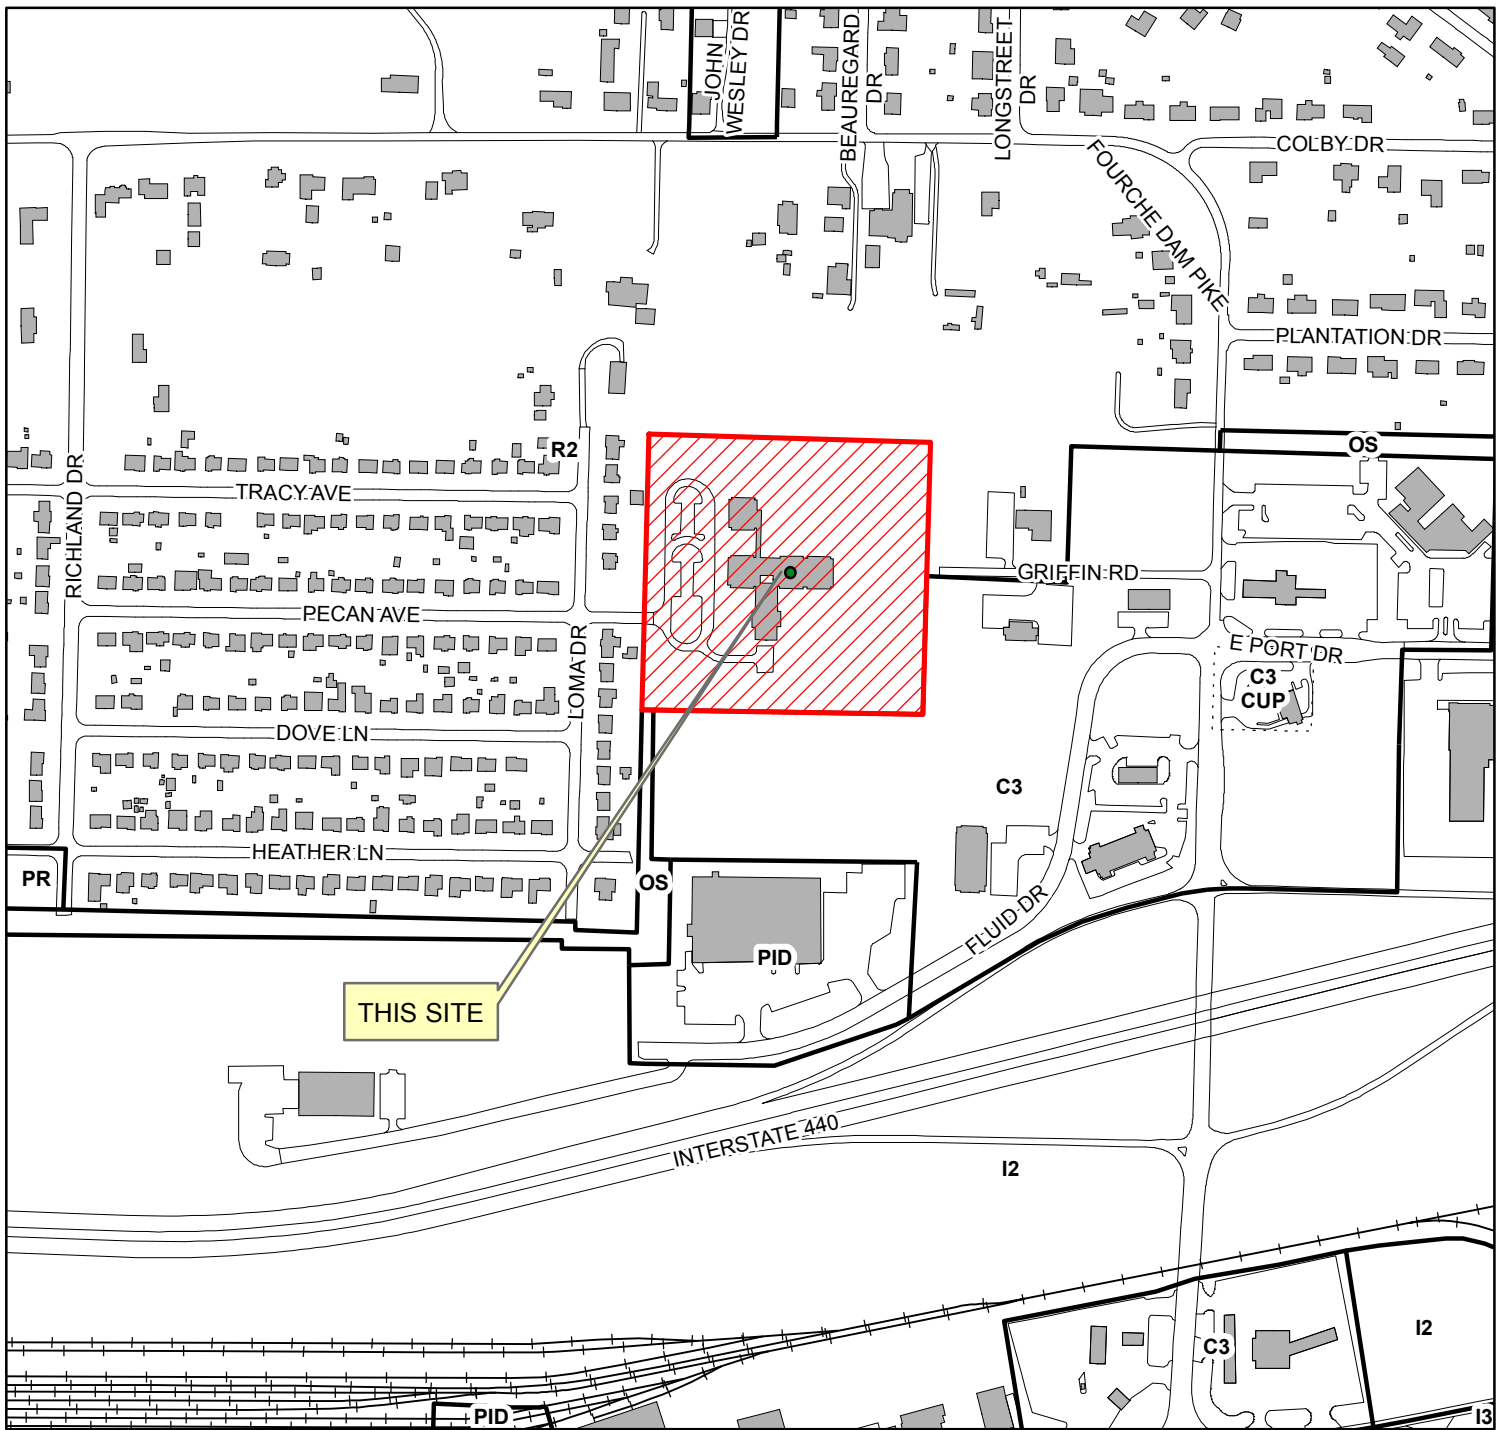 JOHN
WESLEY DR
BEAUREGARD
DR
LONGSTREET
DR
COLBY DR
FOURCHE DAM PIKE
PLANTATION DR
OS
R2
TRACY AVE
RICHLAND DR
GRIFFIN RD
PECAN AVE
LOMA DR
E PORT DR
C3
CUP
DOVE LN
C3
HEATHER LN
PR
OS
FLUID DR
PID
THIS SITE
INTERSTATE 440
I2
I2
C3
PID
I3